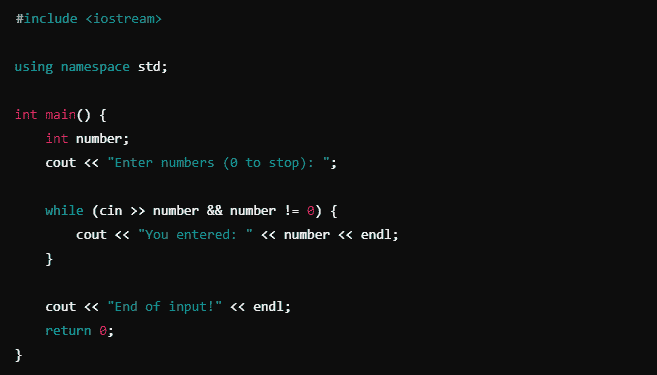 #include <iostream>
using namespace std;
int main() {
    int number;
    cout << "Enter numbers (0 to stop): ";
    while (cin >> number && number != 0) {
        cout << "You entered: " << number << endl;
    }
    cout << "End of input!" << endl;
    return 0;
}